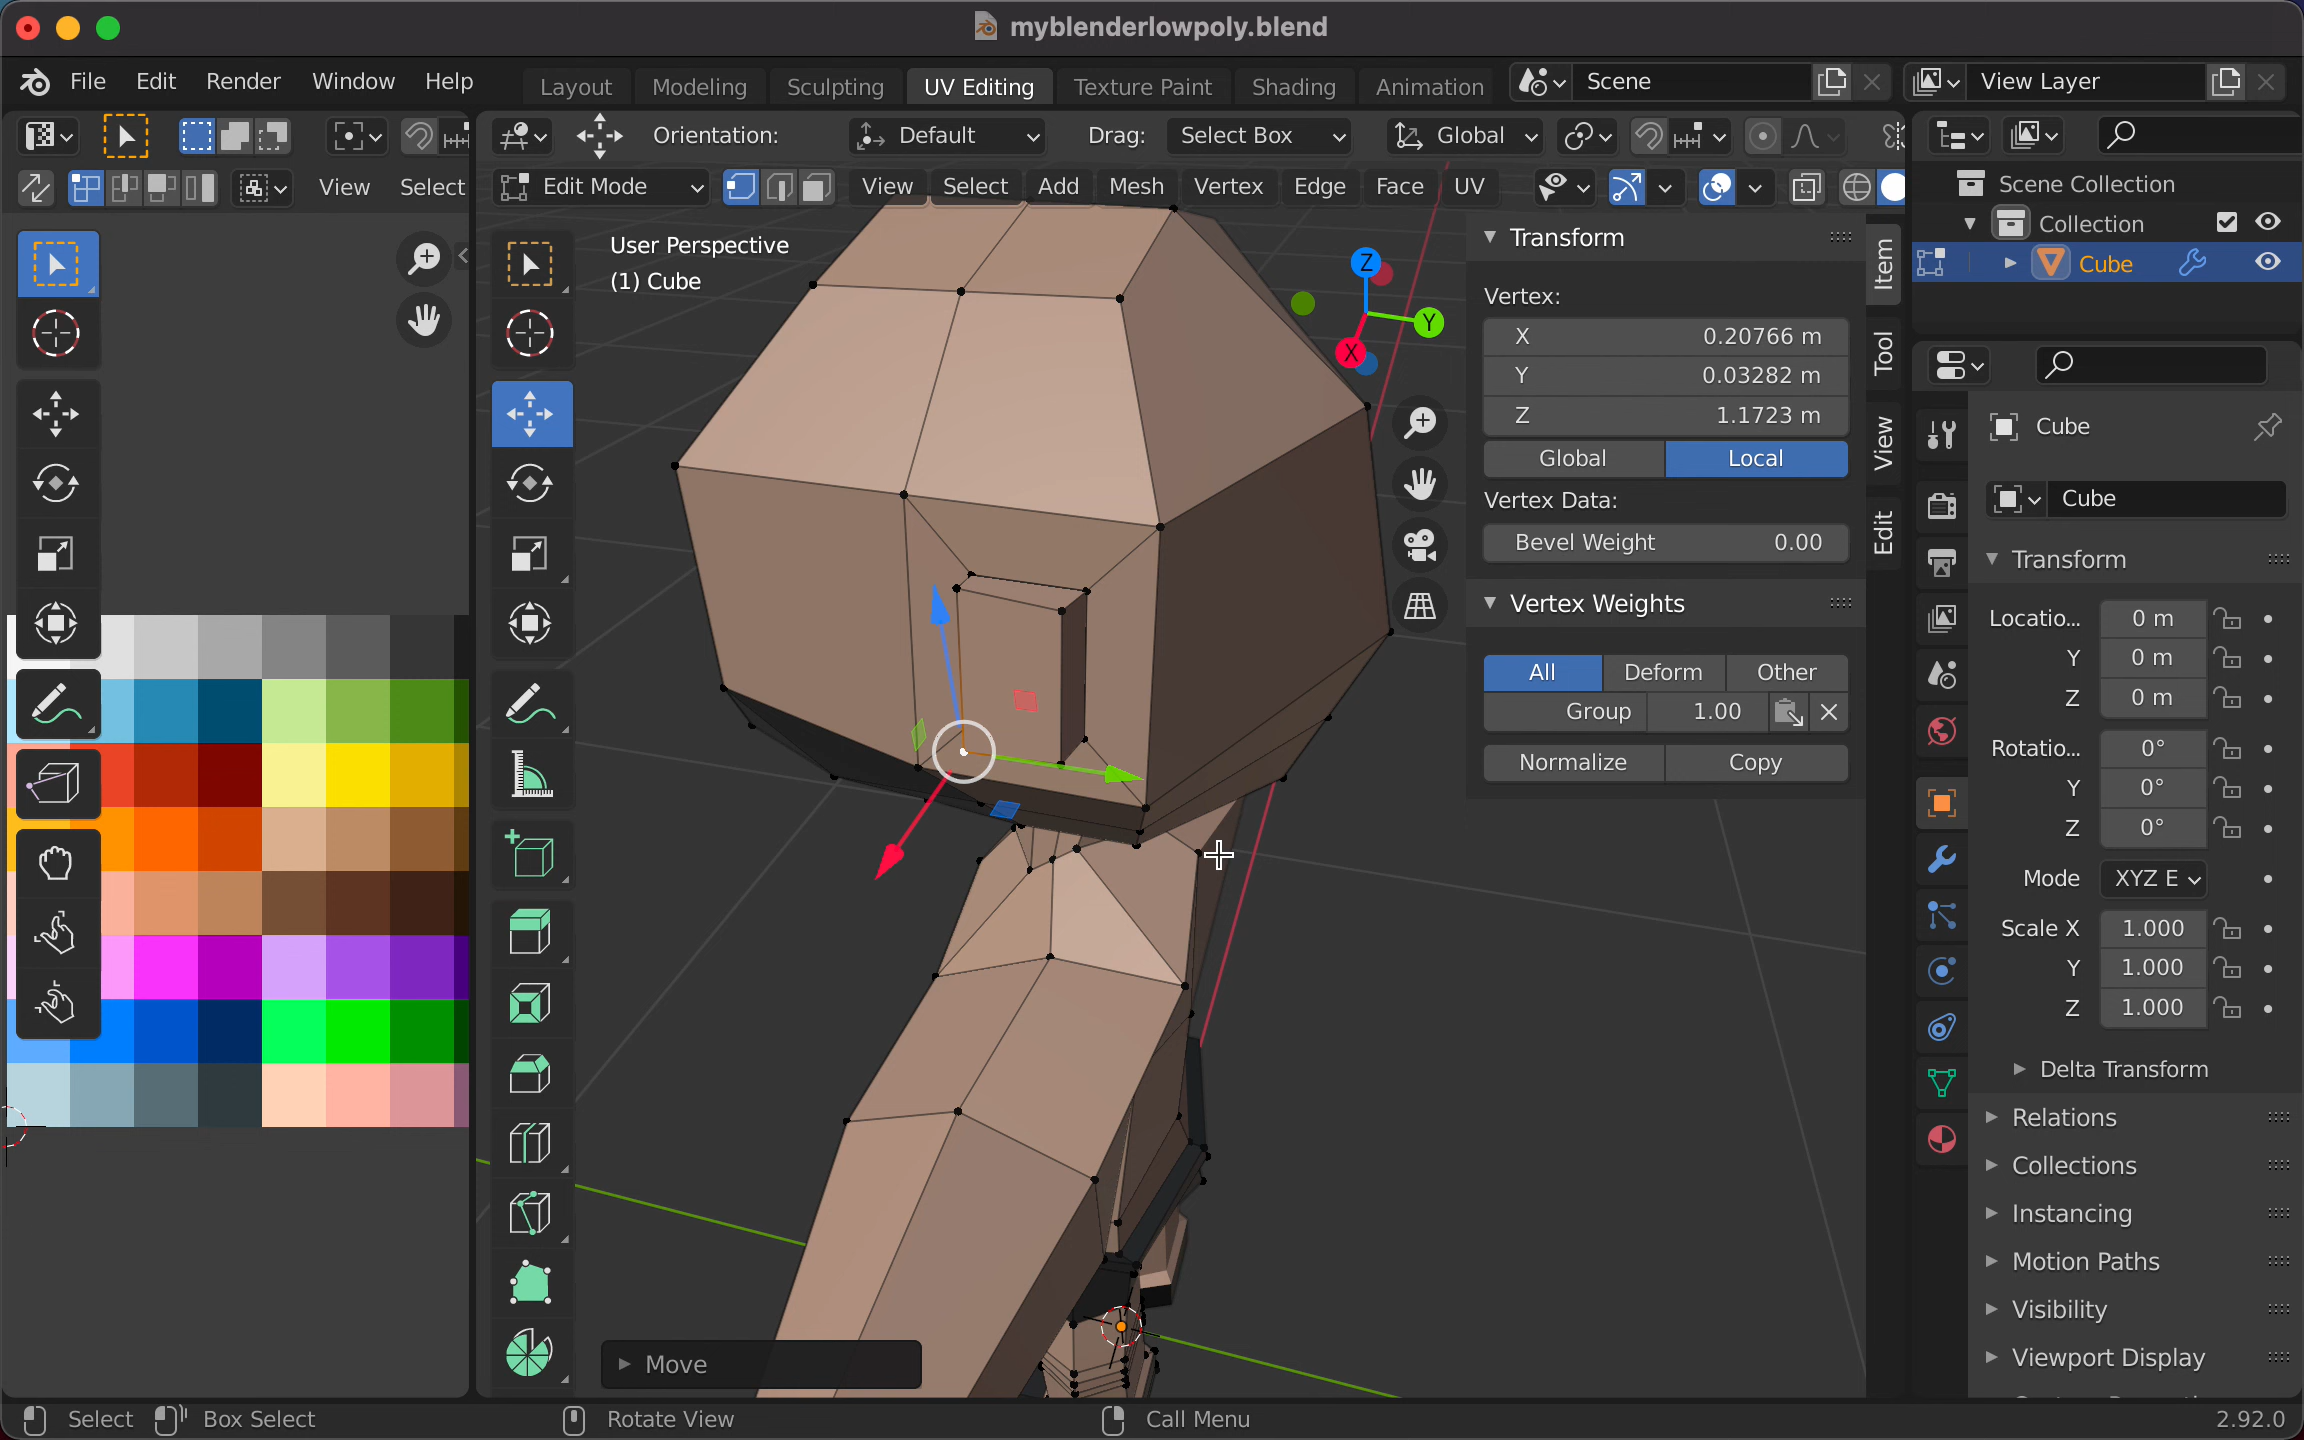 myblenderlowpoly.blend
File Edit Render Window Help
Layout Modeling Sculpting UV Editing Texture Paint Shading Animation
Scene
View Layer
Orientation: Default Drag: Select Box Global
View Select
Edit Mode View Select Add Mesh Vertex Edge Face UV
User Perspective
(1) Cube
Z
Y
X
Transform
Vertex:
X 0.20766 m
Y 0.03282 m
Z 1.1723 m
Global Local
Vertex Data:
Bevel Weight 0.00
Vertex Weights
All Deform Other
Group 1.00
Normalize Copy
Item
Tool
View
Edit
Scene Collection
Collection
Cube
Cube
Cube
Transform
Locatio... 0 m
Y 0 m
Z 0 m
Rotatio... 0°
Y 0°
Z 0°
Mode XYZ E
Scale X 1.000
Y 1.000
Z 1.000
Delta Transform
Relations
Collections
Instancing
Motion Paths
Visibility
Viewport Display
Move
Select Box Select Rotate View Call Menu 2.92.0